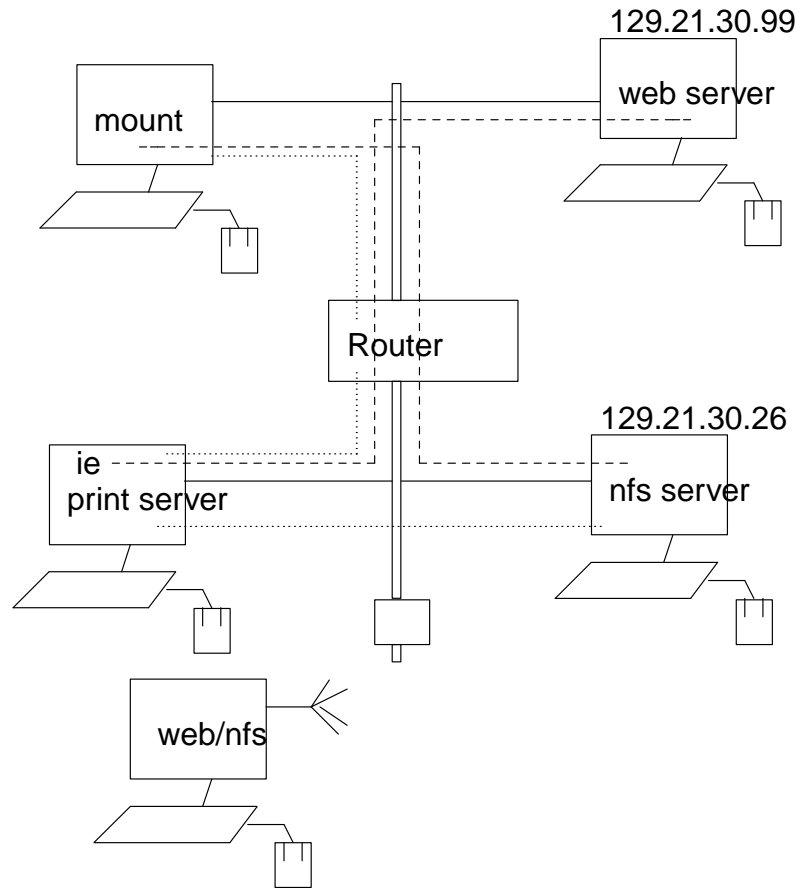 129.21.30.99
mount
web server
Router
129.21.30.26
ie
print server
nfs server
web/nfs